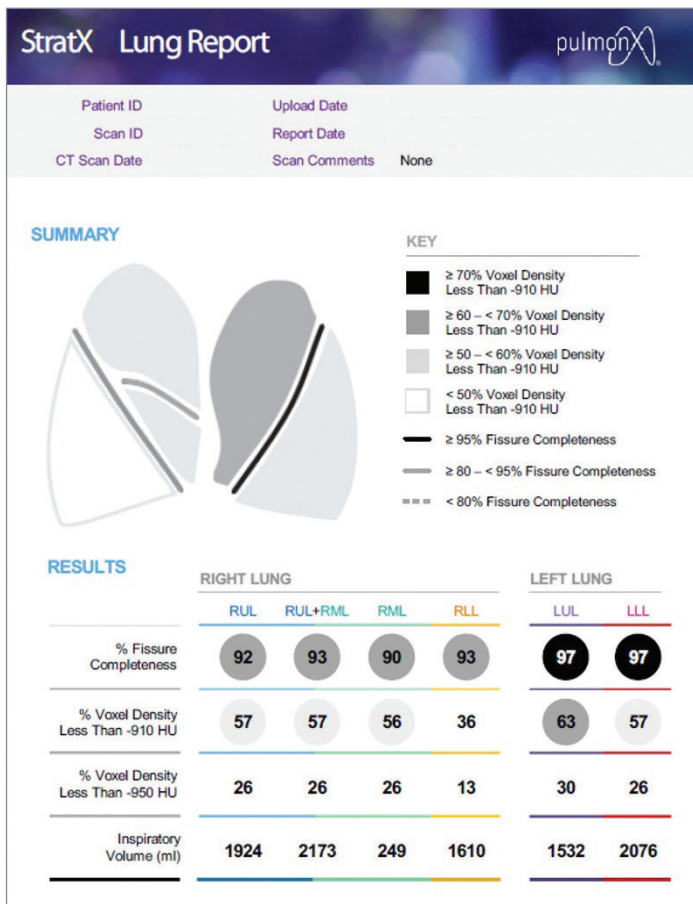 StratX Lung Report
pulmonX®
Patient ID
Upload Date
Scan ID
Report Date
CT Scan Date
Scan Comments None
SUMMARY
KEY
≥ 70% Voxel Density
Less Than -910 HU
≥ 60 – < 70% Voxel Density
Less Than -910 HU
≥ 50 – < 60% Voxel Density
Less Than -910 HU
< 50% Voxel Density
Less Than -910 HU
≥ 95% Fissure Completeness
≥ 80 – < 95% Fissure Completeness
< 80% Fissure Completeness
RESULTS
RIGHT LUNG
LEFT LUNG
RUL RUL+RML RML RLL LUL LLL
% Fissure
Completeness
92 93 90 93 97 97
% Voxel Density
Less Than -910 HU
57 57 56 36 63 57
% Voxel Density
Less Than -950 HU
26 26 26 13 30 26
Inspiratory
Volume (ml)
1924 2173 249 1610 1532 2076